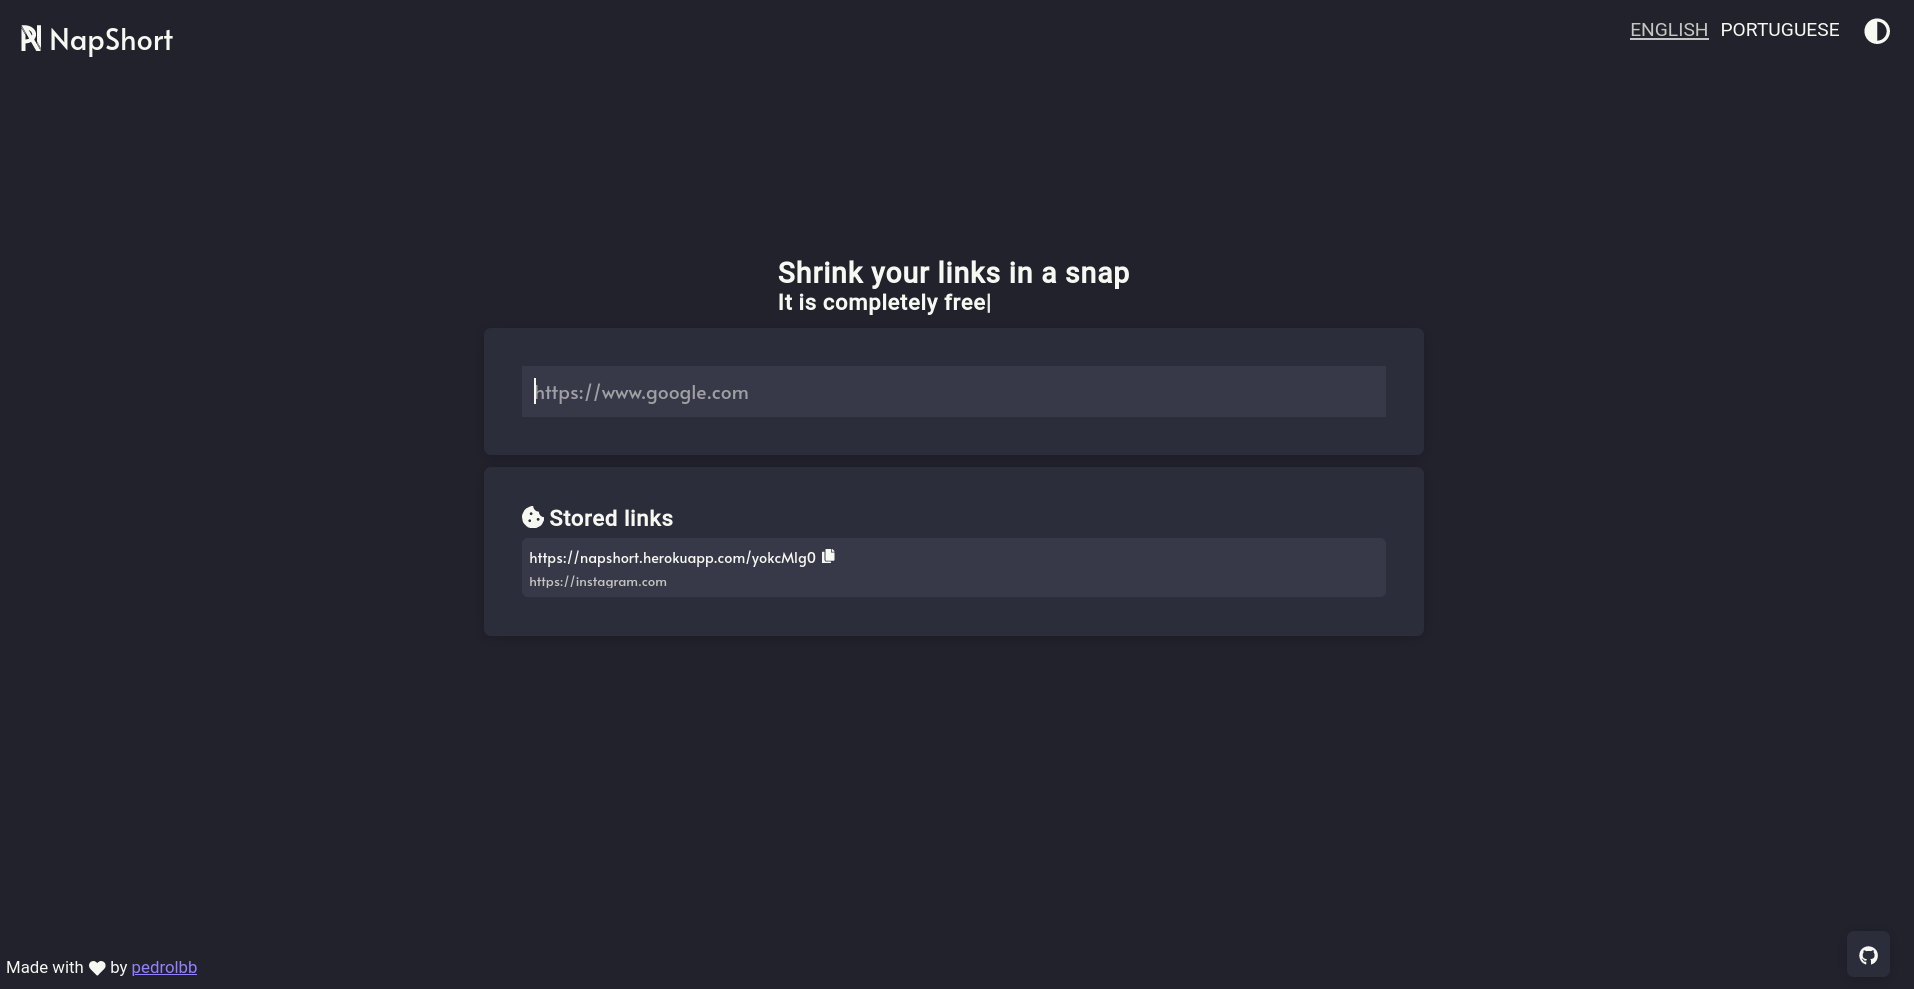 NapShort
ENGLISH PORTUGUESE
Shrink your links in a snap
It is completely free|
https://www.google.com
Stored links
https://napshort.herokuapp.com/yokcMlg0
https://instagram.com
Made with by pedrolbb